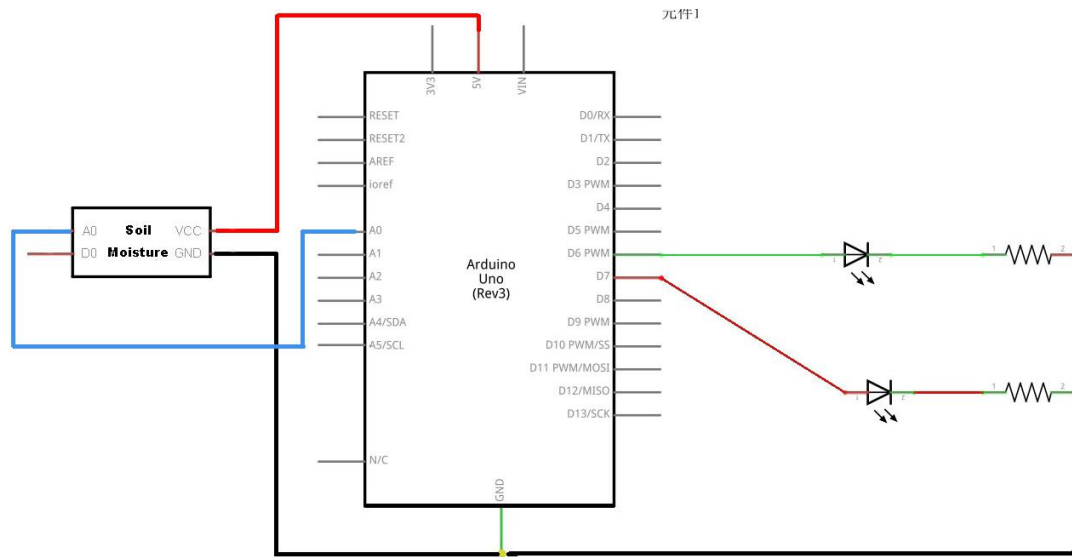 元件1
3V3
5V
VIN
RESET
RESET2
AREF
ioref
A0
A1
A2
A3
A4/SDA
A5/SCL
N/C
D0/RX
D1/TX
D2
D3 PWM
D4
D5 PWM
D6 PWM
D7
D8
D9 PWM
D10 PWM/SS
D11 PWM/MOSI
D12/MISO
D13/SCK
Arduino
Uno
(Rev3)
GND
A0 Soil VCC
D0 Moisture GND
1 2 1 2
1 2 1 2